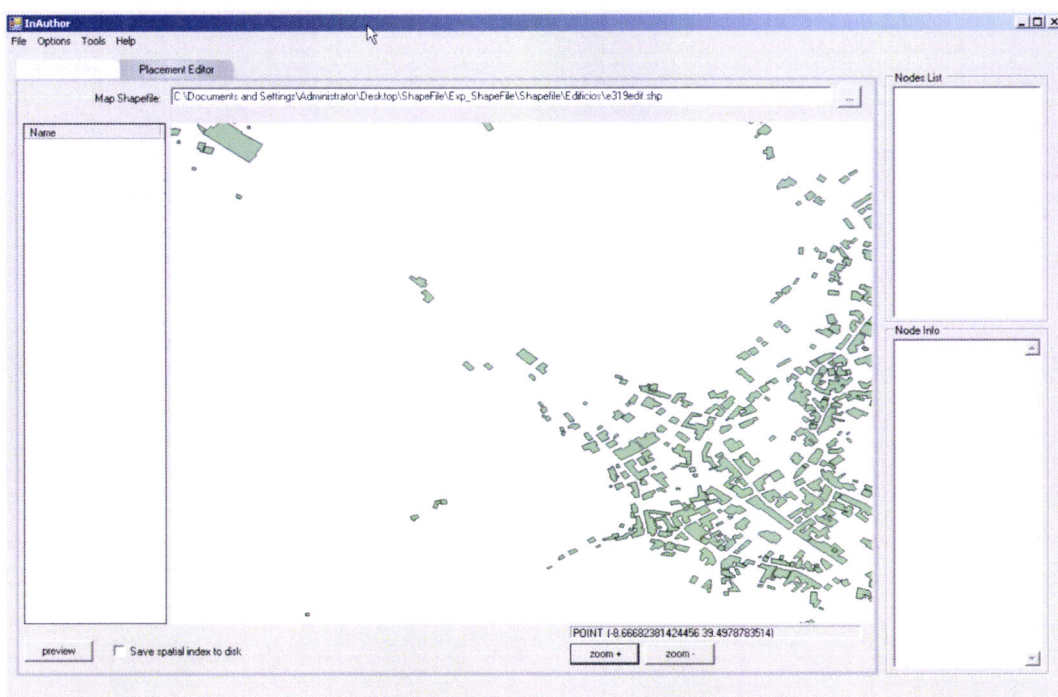 InAuthor
File Options Tools Help
Placement Editor
Nodes List
Map Shapefile:
C:\Documents and Settings\Administrator\Desktop\ShapeFile\Exp_ShapeFile\Shapefile\Edificios\e319edit.shp
...
Name
Node Info
POINT (-8.66682381424456 39.4978783514)
preview
Save spatial index to disk
zoom +
zoom -